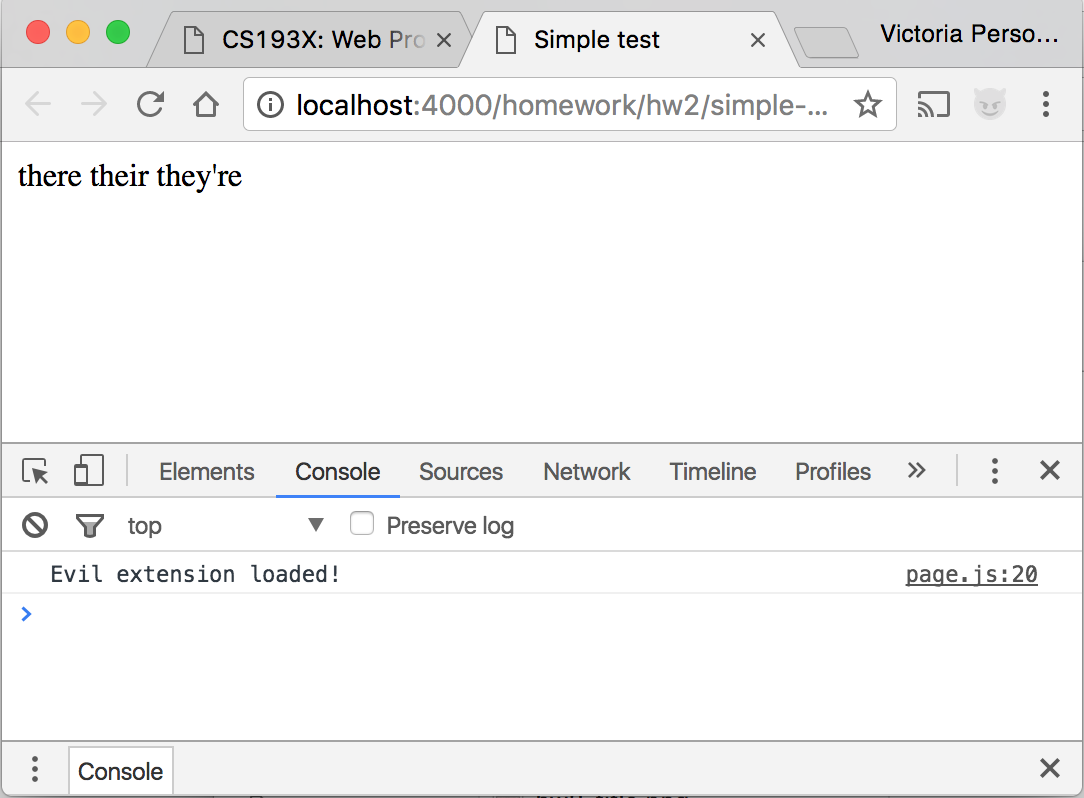 CS193X: Web Pro
Simple test
Victoria Perso...
localhost:4000/homework/hw2/simple-...
there their they're
Elements Console Sources Network Timeline Profiles
top Preserve log
Evil extension loaded! page.js:20
Console